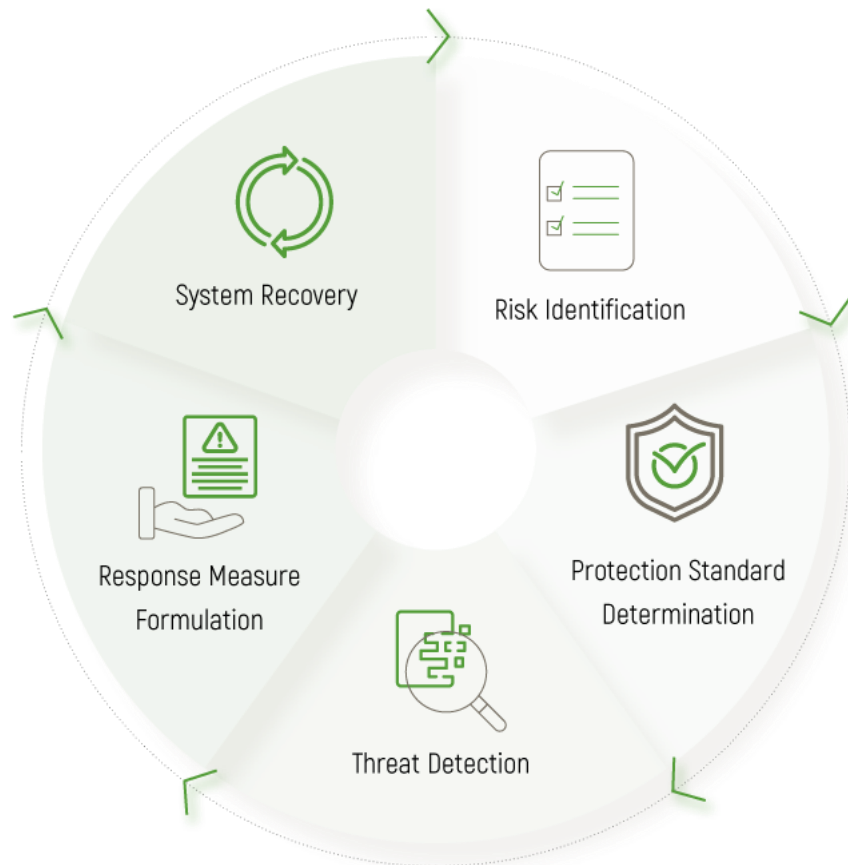 System Recovery
Risk Identification
Protection Standard
Determination
Threat Detection
Response Measure
Formulation